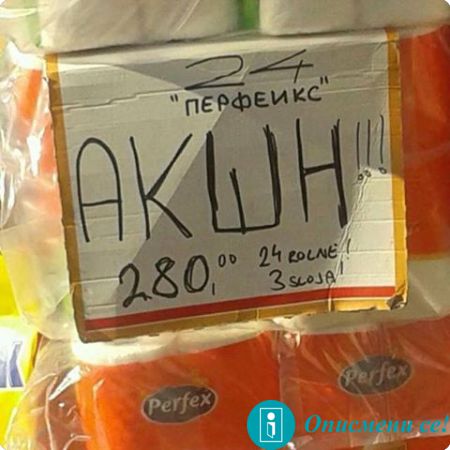 24
"ПЕРФЕИКС"
АКШН!!!
280,00 24 ROLNE!
3 SLOJA!
Perfex
Perfex
Описмени се!